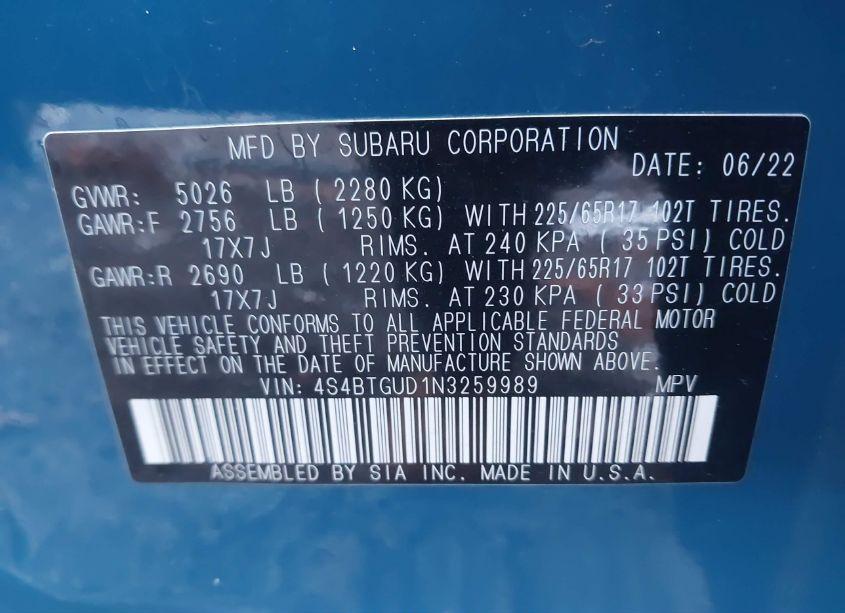 MFD BY SUBARU CORPORATION
DATE: 06/22
GVWR: 5026 LB ( 2280 KG)
GAWR:F 2756 LB ( 1250 KG) WITH 225/65R17 102T TIRES.
17X7J RIMS. AT 240 KPA ( 35 PSI) COLD
GAWR:R 2690 LB ( 1220 KG) WITH 225/65R17 102T TIRES.
17X7J RIMS. AT 230 KPA ( 33 PSI) COLD
THIS VEHICLE CONFORMS TO ALL APPLICABLE FEDERAL MOTOR
VEHICLE SAFETY AND THEFT PREVENTION STANDARDS
IN EFFECT ON THE DATE OF MANUFACTURE SHOWN ABOVE.
VIN: 4S4BTGUD1N3259989 MPV
ASSEMBLED BY SIA INC. MADE IN U.S.A.